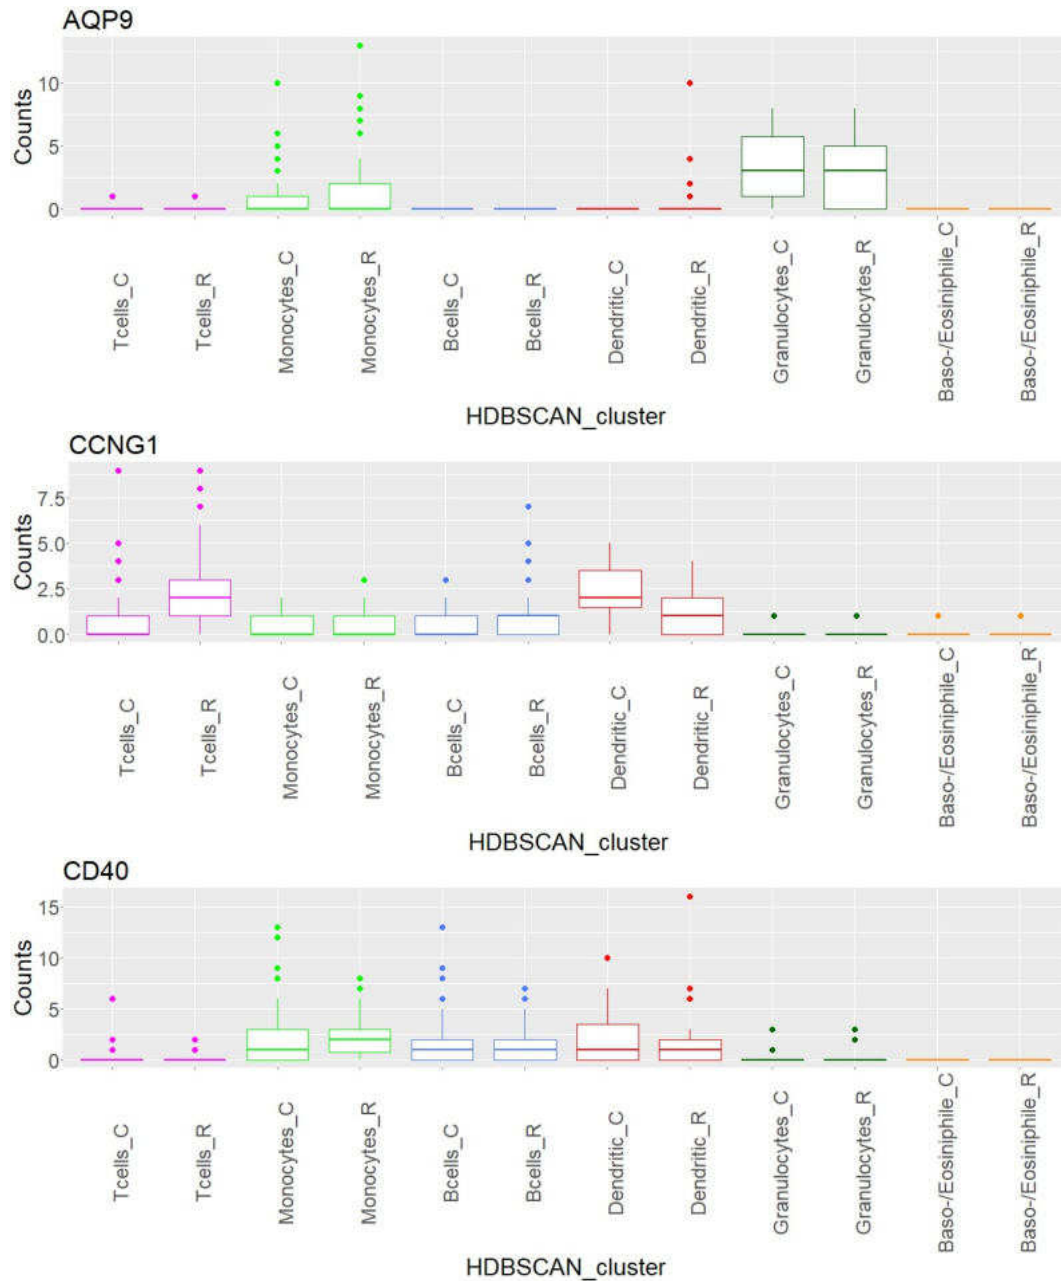 AQP9
Counts
10
5
0
Tcells_C
Tcells_R
Monocytes_C
Monocytes_R
Bcells_C
Bcells_R
Dendritic_C
Dendritic_R
Granulocytes_C
Granulocytes_R
Baso-/Eosiniphile_C
Baso-/Eosiniphile_R
HDBSCAN_cluster
CCNG1
Counts
7.5
5.0
2.5
0.0
Tcells_C
Tcells_R
Monocytes_C
Monocytes_R
Bcells_C
Bcells_R
Dendritic_C
Dendritic_R
Granulocytes_C
Granulocytes_R
Baso-/Eosiniphile_C
Baso-/Eosiniphile_R
HDBSCAN_cluster
CD40
Counts
15
10
5
0
Tcells_C
Tcells_R
Monocytes_C
Monocytes_R
Bcells_C
Bcells_R
Dendritic_C
Dendritic_R
Granulocytes_C
Granulocytes_R
Baso-/Eosiniphile_C
Baso-/Eosiniphile_R
HDBSCAN_cluster